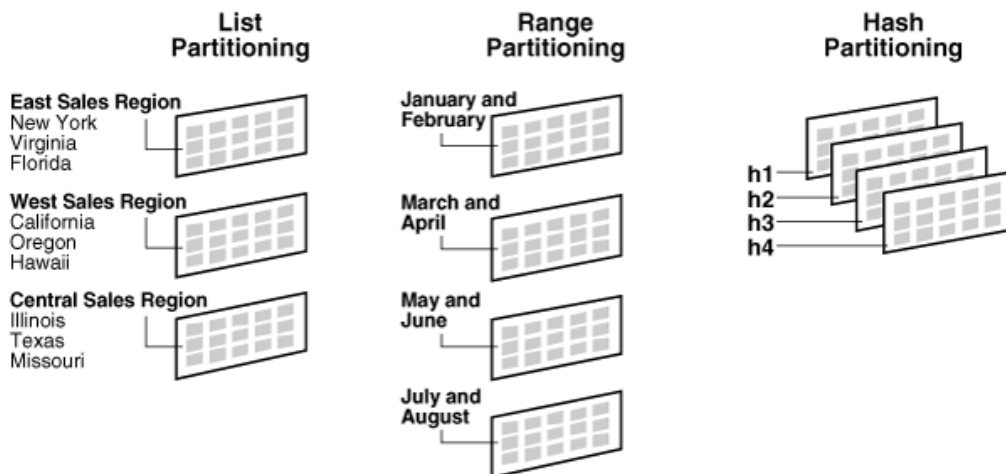 List
Partitioning
East Sales Region
New York
Virginia
Florida
West Sales Region
California
Oregon
Hawaii
Central Sales Region
Illinois
Texas
Missouri
Range
Partitioning
January and
February
March and
April
May and
June
July and
August
Hash
Partitioning
h1
h2
h3
h4